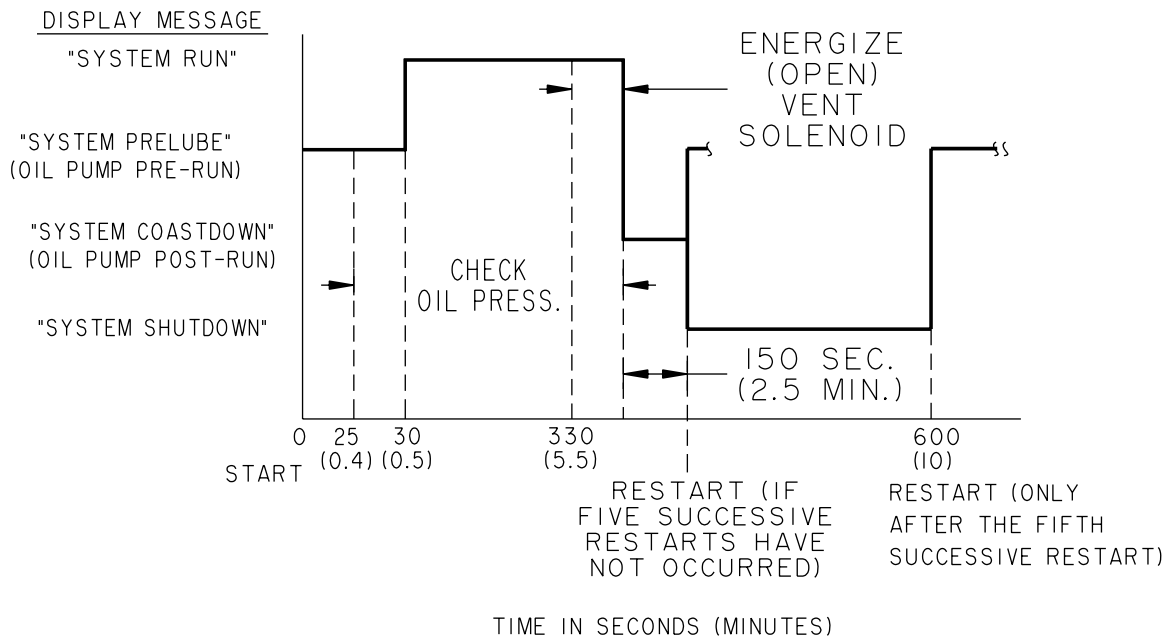 DISPLAY MESSAGE
"SYSTEM RUN"
"SYSTEM PRELUBE"
(OIL PUMP PRE-RUN)
"SYSTEM COASTDOWN"
(OIL PUMP POST-RUN)
"SYSTEM SHUTDOWN"
ENERGIZE
(OPEN)
VENT
SOLENOID
CHECK
OIL PRESS.
150 SEC.
(2.5 MIN.)
0 25 30 330 600
(0.4) (0.5) (5.5) (10)
START
RESTART (IF
FIVE SUCCESSIVE
RESTARTS HAVE
NOT OCCURRED)
RESTART (ONLY
AFTER THE FIFTH
SUCCESSIVE RESTART)
TIME IN SECONDS (MINUTES)